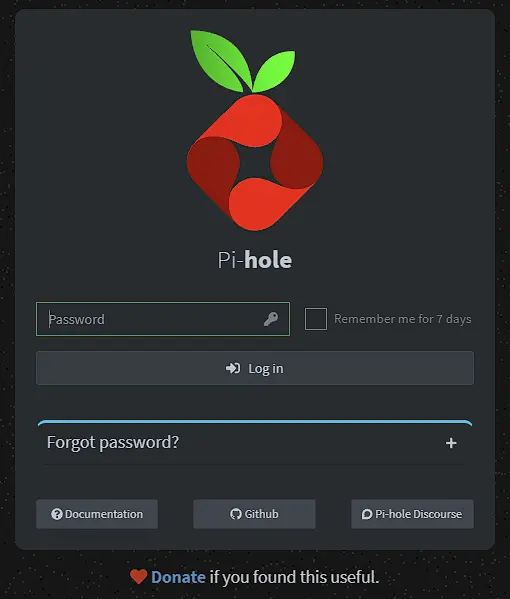 Pi-hole
Password
Remember me for 7 days
Log in
Forgot password?
Documentation
Github
Pi-hole Discourse
Donate if you found this useful.